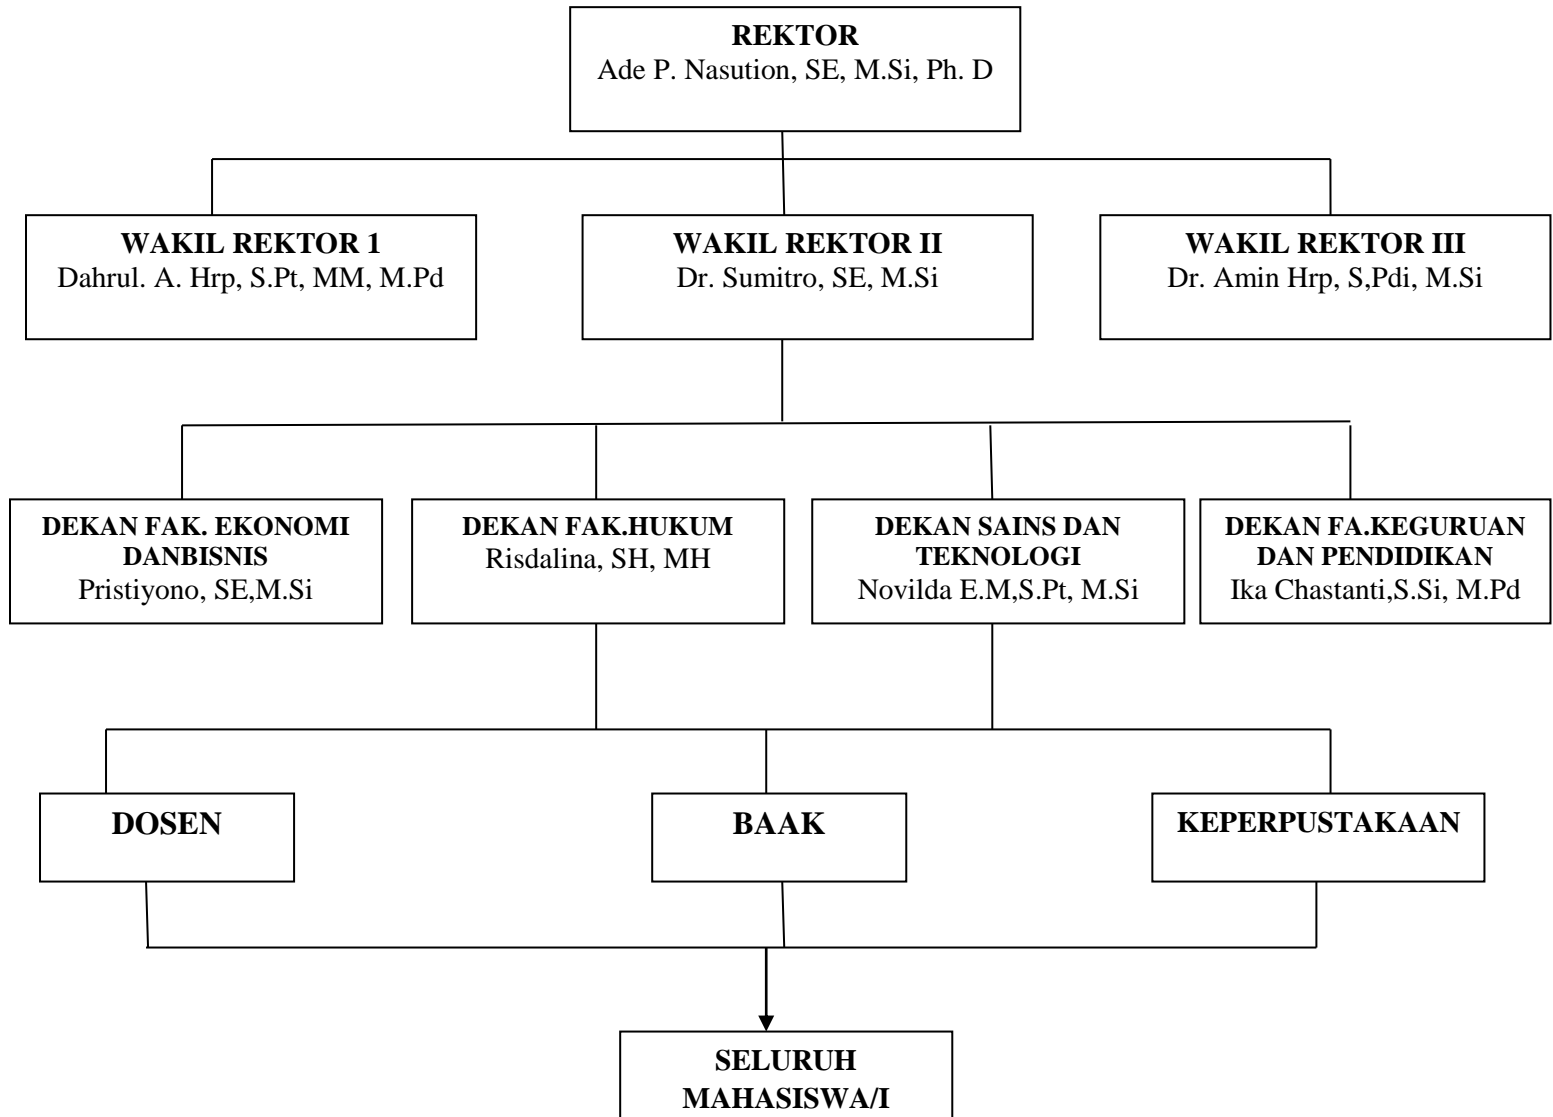 REKTOR
Ade P. Nasution, SE, M.Si, Ph. D
WAKIL REKTOR 1
Dahrul. A. Hrp, S.Pt, MM, M.Pd
WAKIL REKTOR II
Dr. Sumitro, SE, M.Si
WAKIL REKTOR III
Dr. Amin Hrp, S,Pdi, M.Si
DEKAN FAK. EKONOMI
DANBISNIS
Pristiyono, SE,M.Si
DEKAN FAK.HUKUM
Risdalina, SH, MH
DEKAN SAINS DAN
TEKNOLOGI
Novilda E.M,S.Pt, M.Si
DEKAN FA.KEGURUAN
DAN PENDIDIKAN
Ika Chastanti,S.Si, M.Pd
DOSEN
BAAK
KEPERPUSTAKAAN
SELURUH
MAHASISWA/I